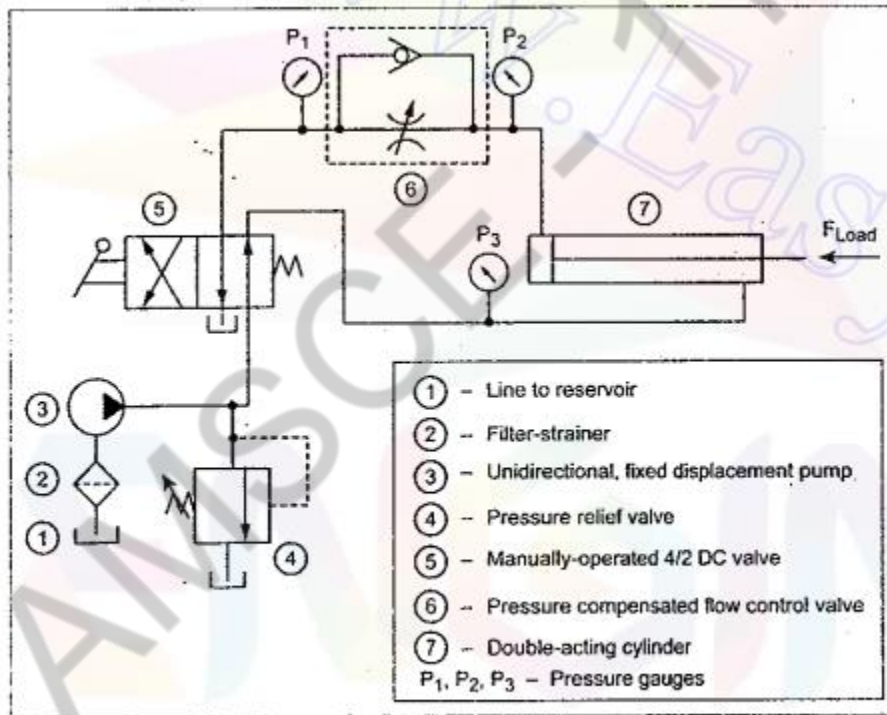 P1
P2
6
5
7
P3
FLoad
3
2
1
4
1 – Line to reservoir
2 – Filter-strainer
3 – Unidirectional, fixed displacement pump
4 – Pressure relief valve
5 – Manually-operated 4/2 DC valve
6 – Pressure compensated flow control valve
7 – Double-acting cylinder
P1, P2, P3 – Pressure gauges